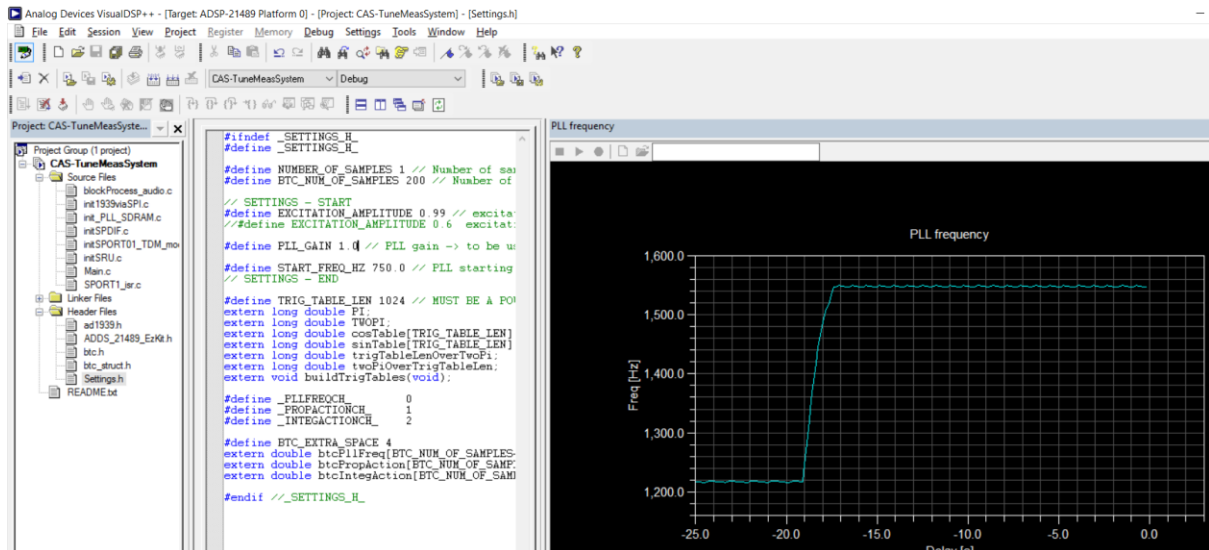 Analog Devices VisualDSP++ - [Target: ADSP-21489 Platform 0] - [Project: CAS-TuneMeasSystem] - [Settings.h]
File Edit Session View Project Register Memory Debug Settings Tools Window Help
CAS-TuneMeasSystem Debug
Project: CAS-TuneMeasSyste...
Project Group (1 project)
CAS-TuneMeasSystem
Source Files
blockProcess_audio.c
init1939viaSPI.c
init_PLL_SDRAM.c
initSPDIF.c
initSPORT01_TDM_mo
initSRU.c
Main.c
SPORT1_isr.c
Linker Files
Header Files
ad1939.h
ADDS_21489_EzKit.h
btc.h
btc_struct.h
Settings.h
README.txt
#ifndef _SETTINGS_H_
#define _SETTINGS_H_
#define NUMBER_OF_SAMPLES 1 // Number of sam
#define BTC_NUM_OF_SAMPLES 200 // Number of
// SETTINGS - START
#define EXCITATION_AMPLITUDE 0.99 // excita
//#define EXCITATION_AMPLITUDE 0.6 excitat
#define PLL_GAIN 1.0 // PLL gain -> to be us
#define START_FREQ_HZ 750.0 // PLL starting
// SETTINGS - END
#define TRIG_TABLE_LEN 1024 // MUST BE A POW
extern long double PI;
extern long double TWOPI;
extern long double cosTable[TRIG_TABLE_LEN]
extern long double sinTable[TRIG_TABLE_LEN]
extern long double trigTableLenOverTwoPi;
extern long double twoPiOverTrigTableLen;
extern void buildTrigTables(void);
#define _PLLFREQCH_ 0
#define _PROPACTIONCH_ 1
#define _INTEGACTIONCH_ 2
#define BTC_EXTRA_SPACE 4
extern double btcPllFreq[BTC_NUM_OF_SAMPLES+
extern double btcPropAction[BTC_NUM_OF_SAMP
extern double btcIntegAction[BTC_NUM_OF_SAM
#endif //_SETTINGS_H_
PLL frequency
PLL frequency
1,600.0
1,500.0
1,400.0
1,300.0
1,200.0
Freq [Hz]
-25.0 -20.0 -15.0 -10.0 -5.0 0.0
Delay [s]